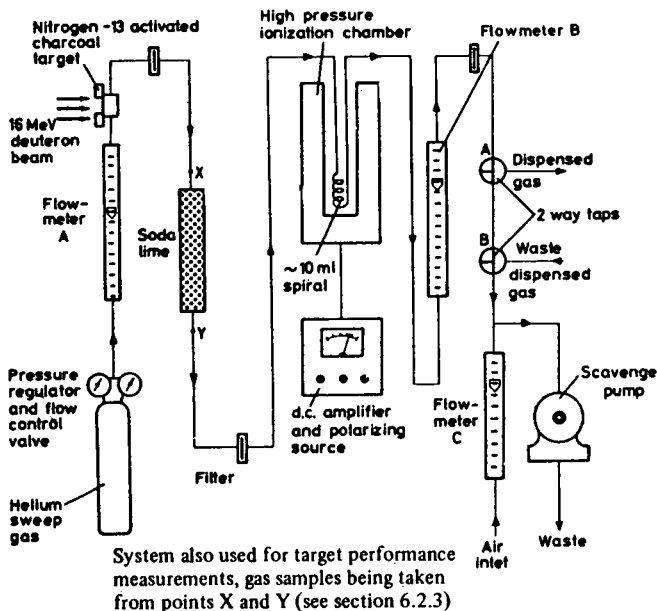 Nitrogen -13 activated
charcoal
target
16 MeV
deuteron
beam
Flow-
meter
A
Pressure
regulator
and flow
control
valve
Helium
sweep
gas
X
Soda
lime
Y
Filter
High pressure
ionization chamber
~10 ml
spiral
d.c. amplifier
and polarizing
source
Flowmeter B
A
Dispensed
gas
2 way taps
B
Waste
dispensed
gas
Flow-
meter
C
Scavenge
pump
Air
inlet
Waste
System also used for target performance
measurements, gas samples being taken
from points X and Y (see section 6.2.3)